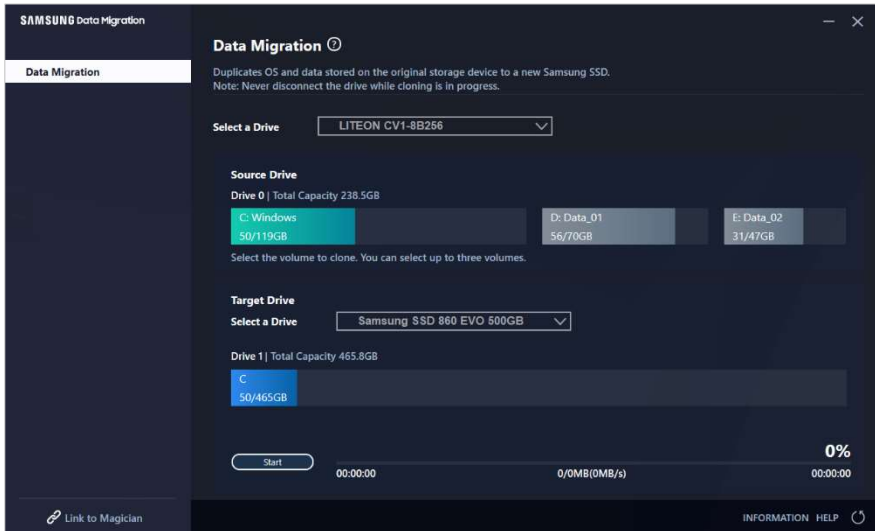 SAMSUNG Data Migration
Data Migration
Data Migration ?
Duplicates OS and data stored on the original storage device to a new Samsung SSD.
Note: Never disconnect the drive while cloning is in progress.
Select a Drive LITEON CV1-8B256
Source Drive
Drive 0 | Total Capacity 238.5GB
C: Windows D: Data_01 E: Data_02
50/119GB 56/70GB 31/47GB
Select the volume to clone. You can select up to three volumes.
Target Drive
Select a Drive Samsung SSD 860 EVO 500GB
Drive 1 | Total Capacity 465.8GB
C
50/465GB
0%
Start
00:00:00 0/0MB(0MB/s) 00:00:00
Link to Magician INFORMATION HELP